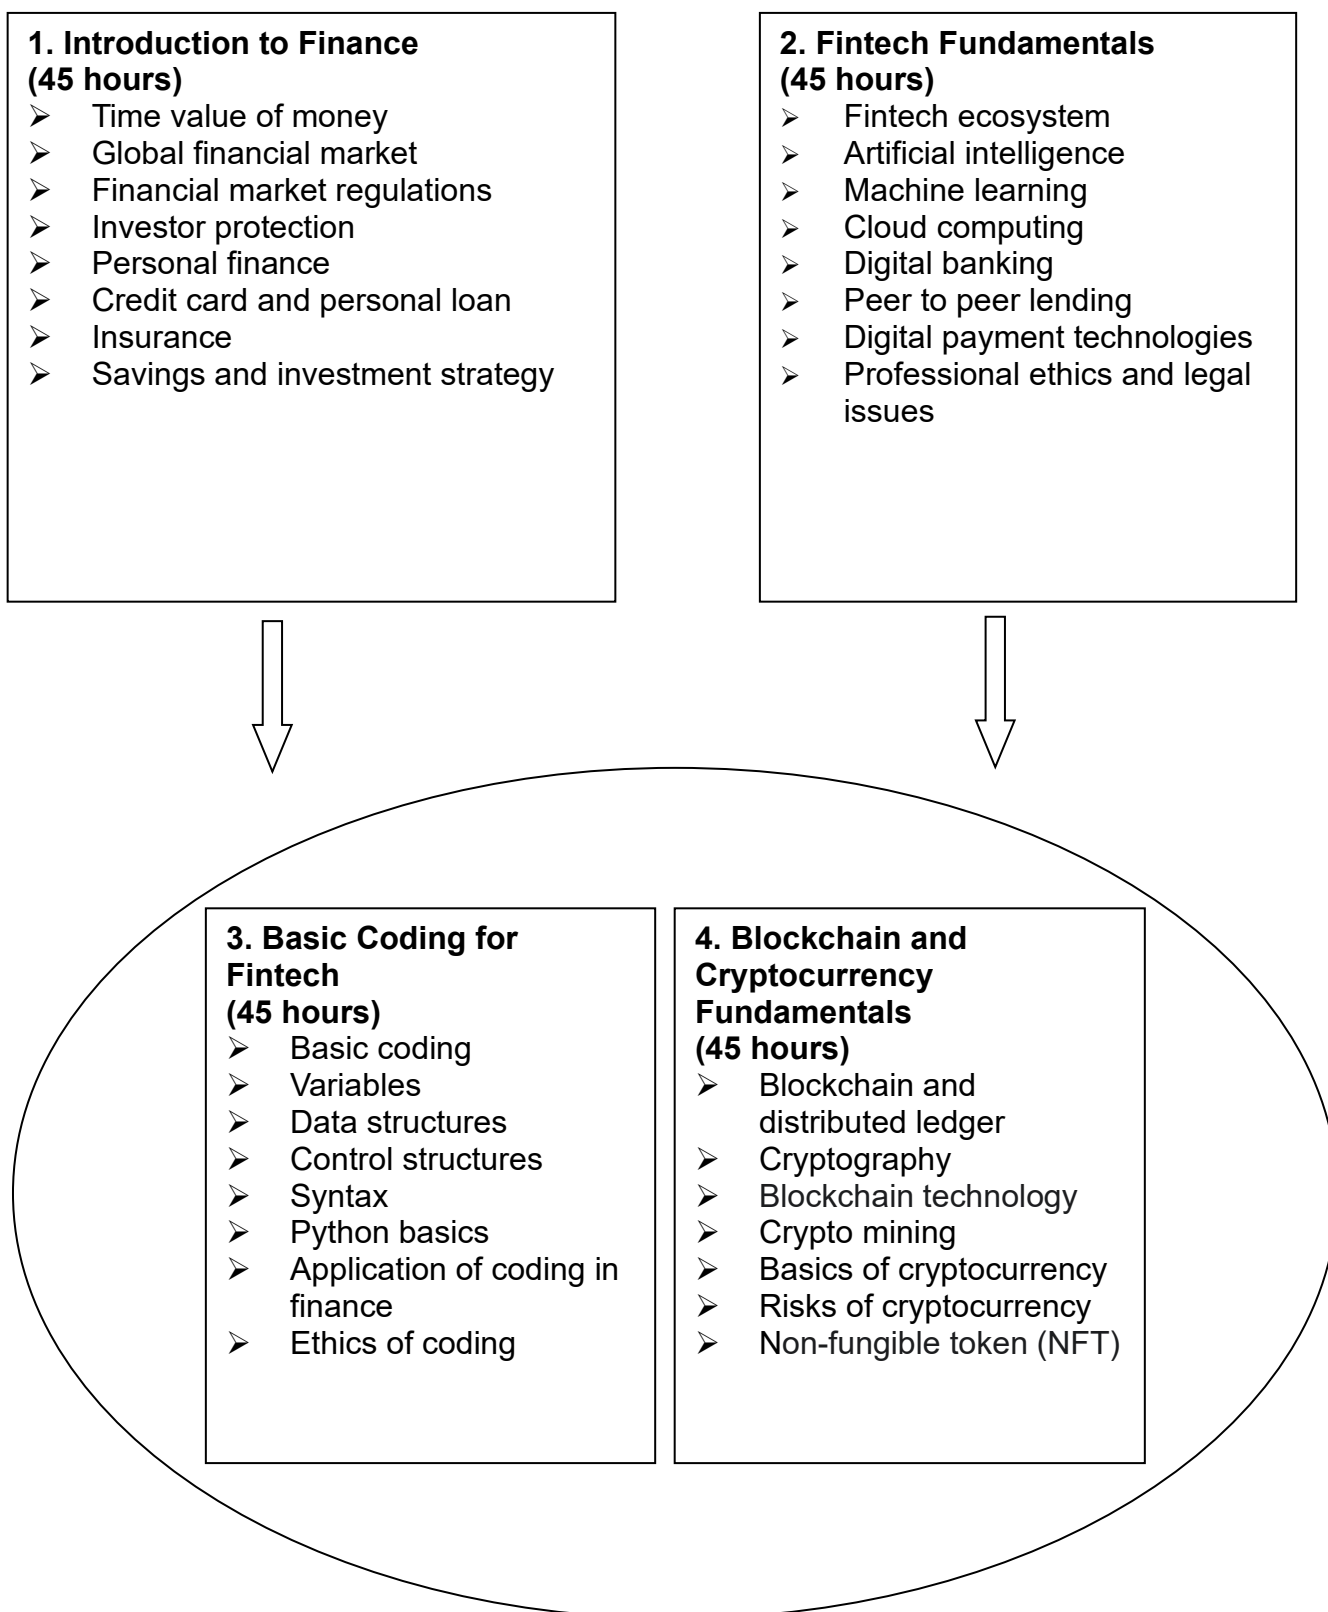 1. Introduction to Finance
(45 hours)
➢ Time value of money
➢ Global financial market
➢ Financial market regulations
➢ Investor protection
➢ Personal finance
➢ Credit card and personal loan
➢ Insurance
➢ Savings and investment strategy
2. Fintech Fundamentals
(45 hours)
➢ Fintech ecosystem
➢ Artificial intelligence
➢ Machine learning
➢ Cloud computing
➢ Digital banking
➢ Peer to peer lending
➢ Digital payment technologies
➢ Professional ethics and legal
issues
3. Basic Coding for
Fintech
(45 hours)
➢ Basic coding
➢ Variables
➢ Data structures
➢ Control structures
➢ Syntax
➢ Python basics
➢ Application of coding in
finance
➢ Ethics of coding
4. Blockchain and
Cryptocurrency
Fundamentals
(45 hours)
➢ Blockchain and
distributed ledger
➢ Cryptography
➢ Blockchain technology
➢ Crypto mining
➢ Basics of cryptocurrency
➢ Risks of cryptocurrency
➢ Non-fungible token (NFT)